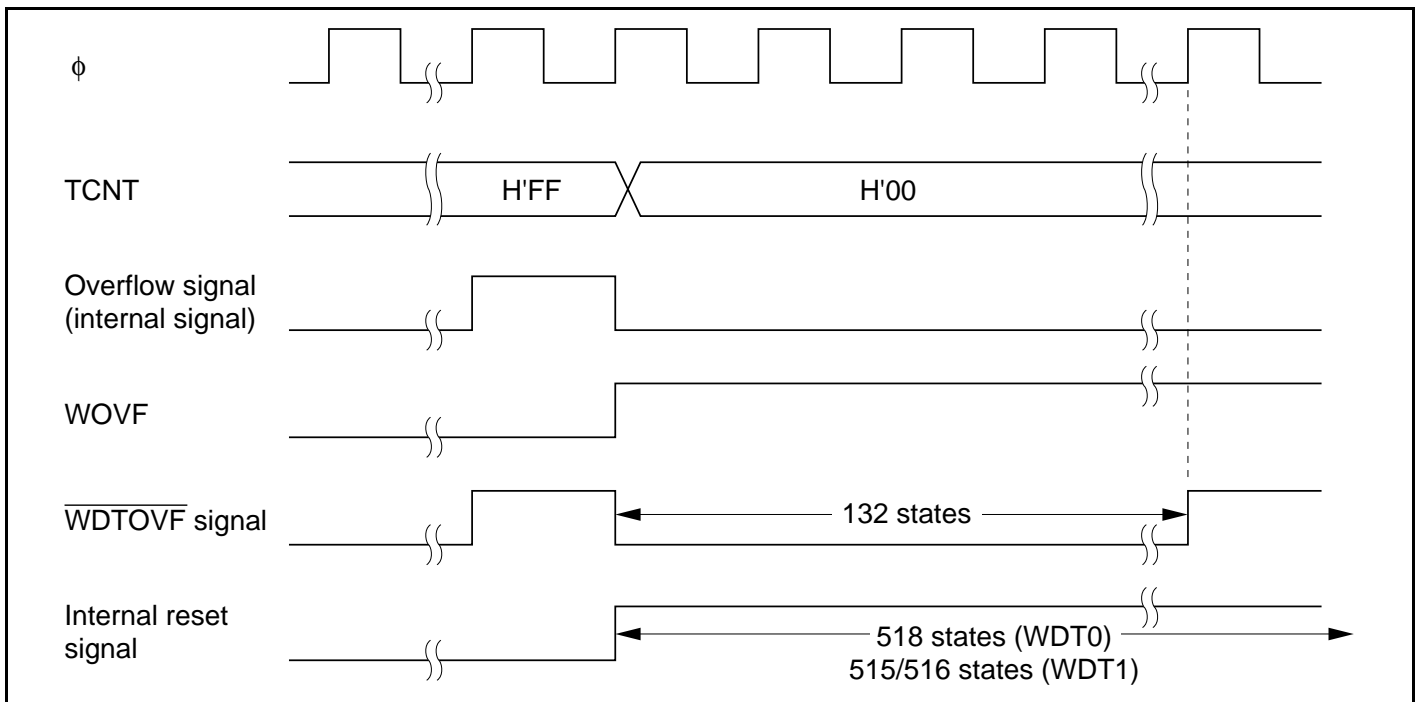 ϕ
TCNT
H'FF
H'00
Overflow signal
(internal signal)
WOVF
WDTOVF signal
132 states
Internal reset
signal
518 states (WDT0)
515/516 states (WDT1)